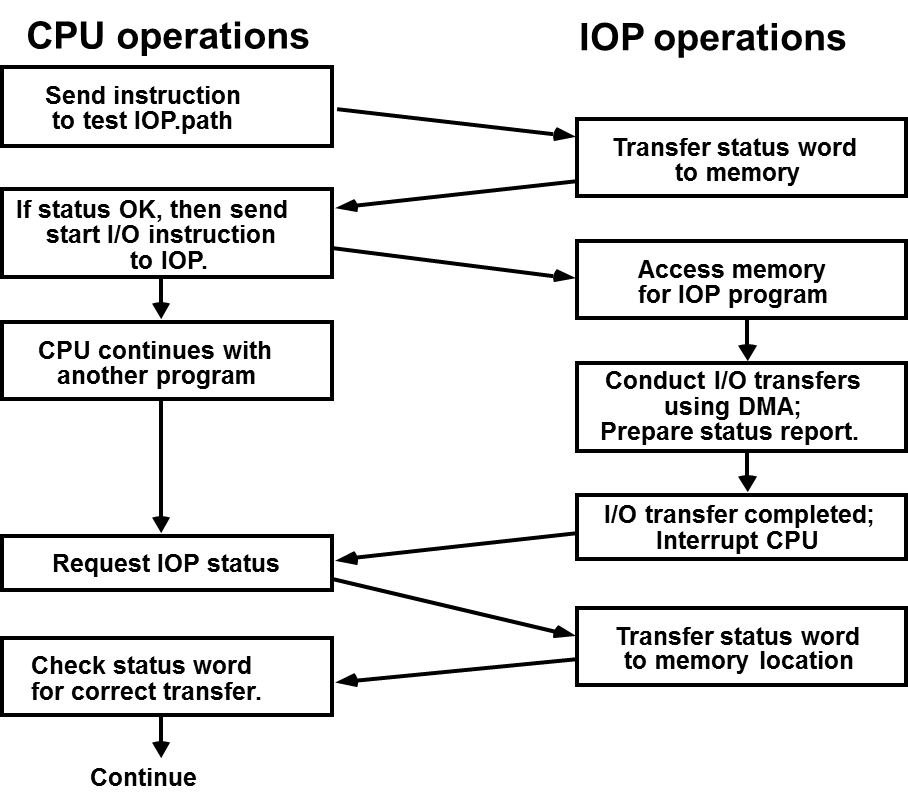 CPU operations
IOP operations
Send instruction
to test IOP.path
Transfer status word
to memory
If status OK, then send
start I/O instruction
to IOP.
Access memory
for IOP program
CPU continues with
another program
Conduct I/O transfers
using DMA;
Prepare status report.
I/O transfer completed;
Interrupt CPU
Request IOP status
Transfer status word
to memory location
Check status word
for correct transfer.
Continue